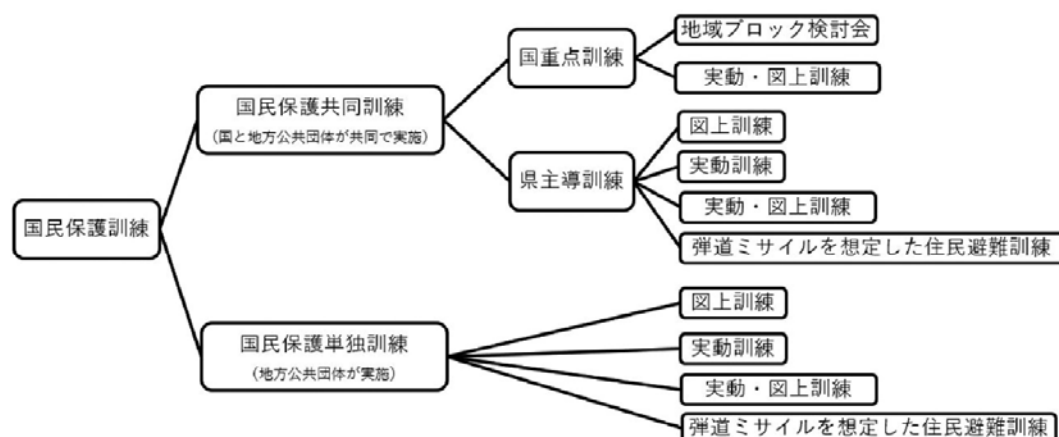 国民保護訓練
国民保護共同訓練
(国と地方公共団体が共同で実施)
国重点訓練
地域ブロック検討会
実動・図上訓練
県主導訓練
図上訓練
実動訓練
実動・図上訓練
弾道ミサイルを想定した住民避難訓練
国民保護単独訓練
(地方公共団体が実施)
図上訓練
実動訓練
実動・図上訓練
弾道ミサイルを想定した住民避難訓練